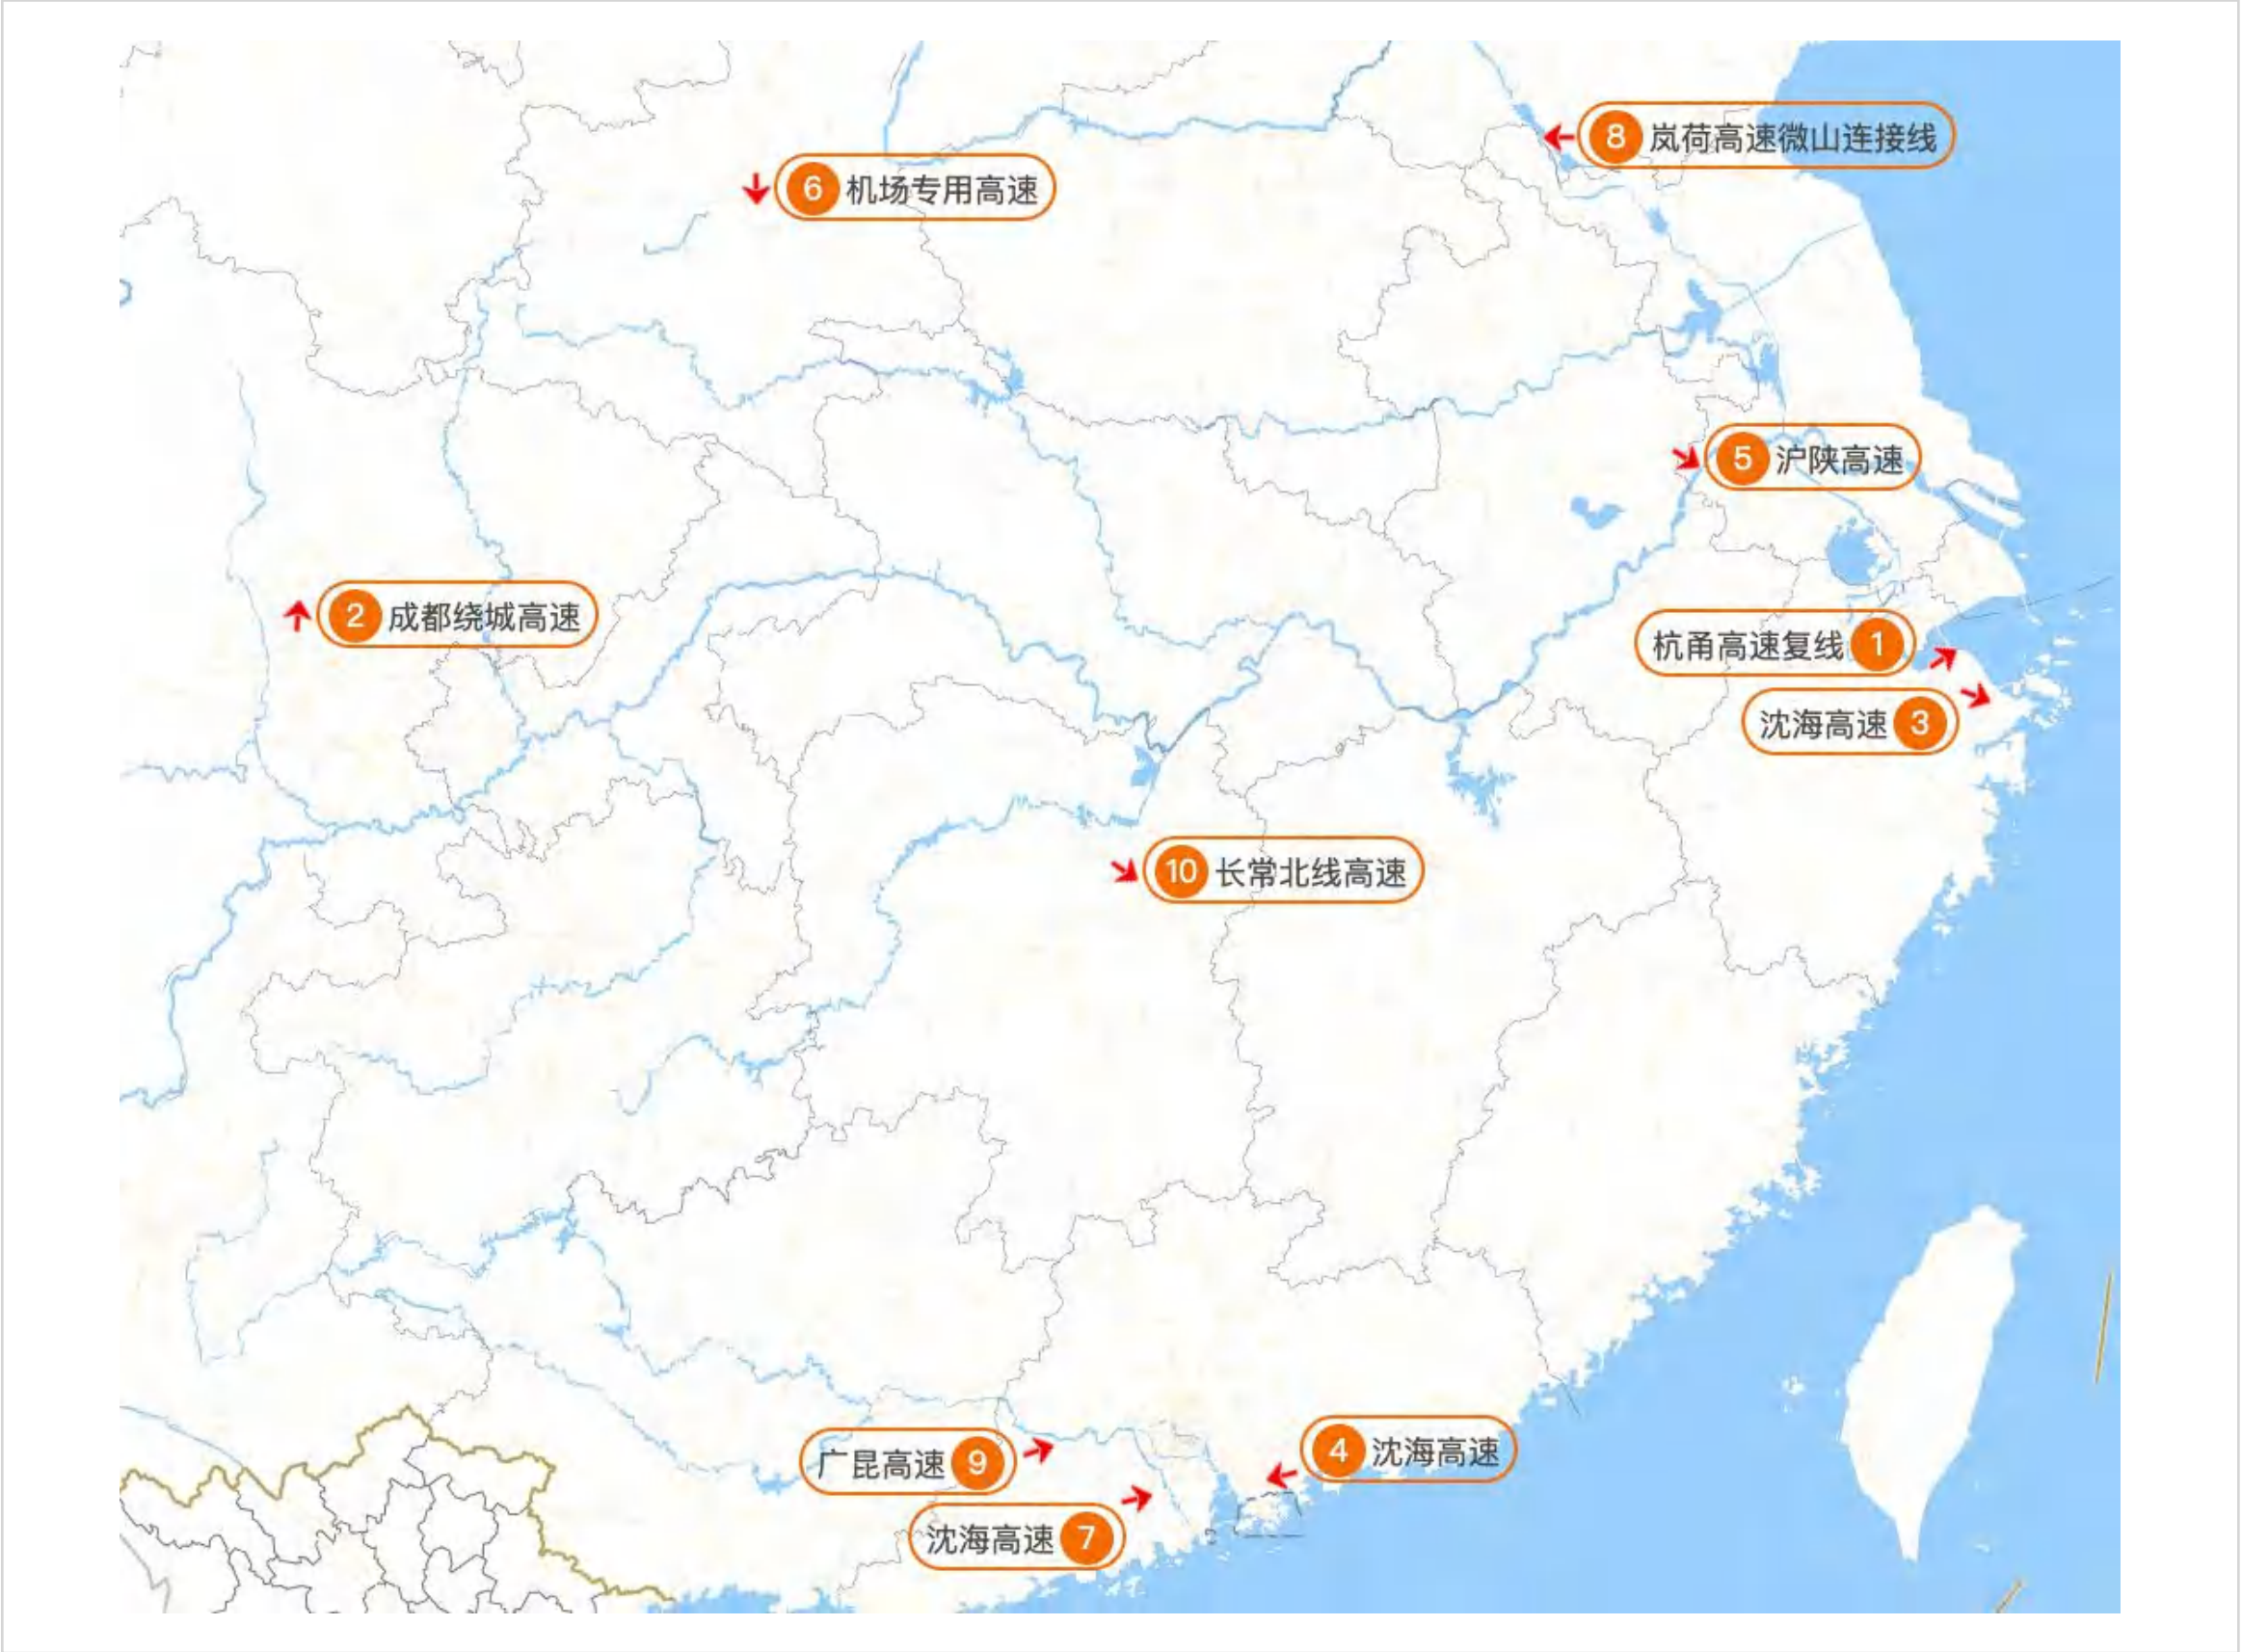 8 岚荷高速微山连接线
6 机场专用高速
5 沪陕高速
2 成都绕城高速
杭甬高速复线 1
沈海高速 3
10 长常北线高速
4 沈海高速
广昆高速 9
沈海高速 7